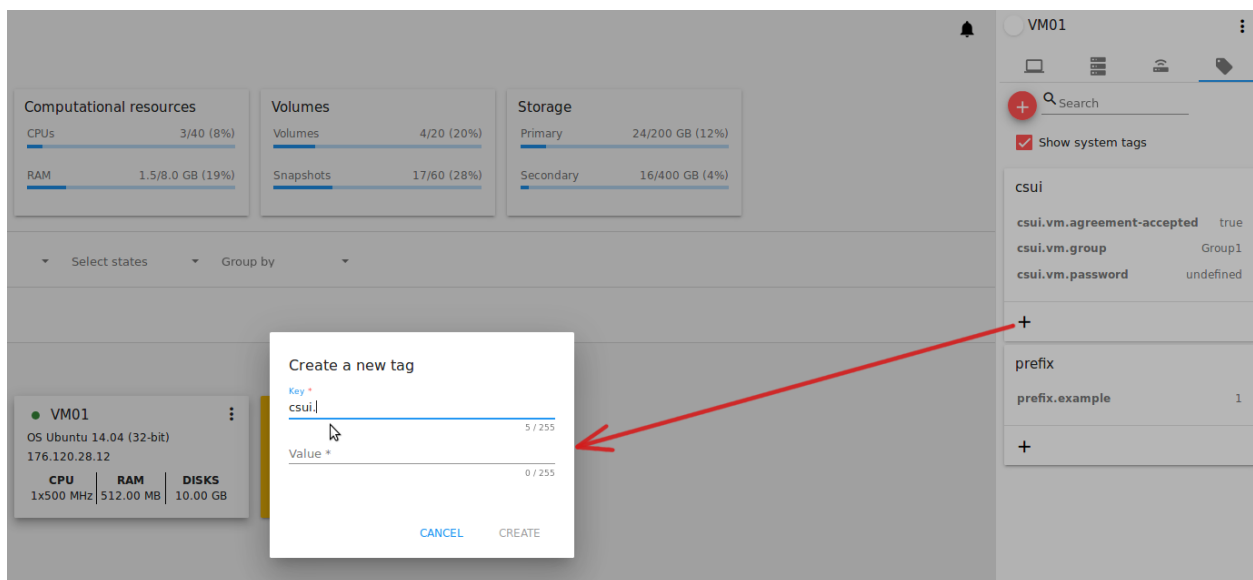 VM01
Computational resources
CPUs 3/40 (8%)
RAM 1.5/8.0 GB (19%)
Volumes
Volumes 4/20 (20%)
Snapshots 17/60 (28%)
Storage
Primary 24/200 GB (12%)
Secondary 16/400 GB (4%)
Select states Group by
Create a new tag
Key *
csui.
5 / 255
Value *
0 / 255
CANCEL CREATE
VM01
OS Ubuntu 14.04 (32-bit)
176.120.28.12
CPU RAM DISKS
1x500 MHz 512.00 MB 10.00 GB
Search
Show system tags
csui
csui.vm.agreement-accepted true
csui.vm.group Group1
csui.vm.password undefined
+
prefix
prefix.example 1
+